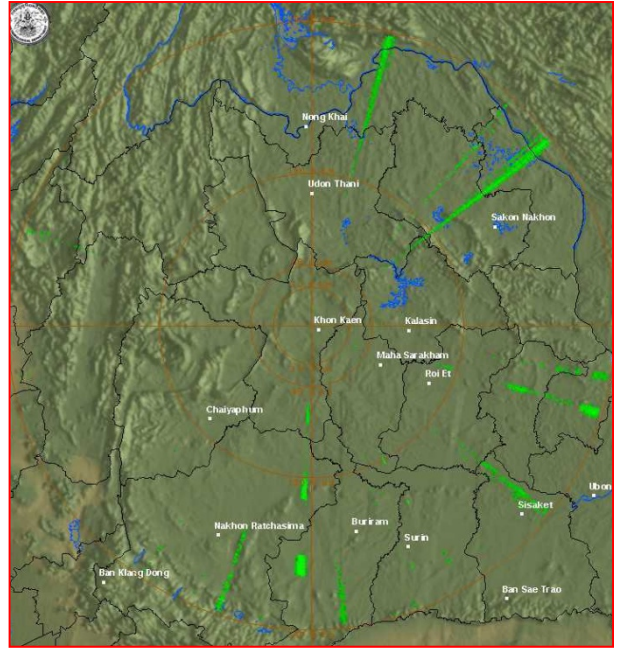 Nong Khai
Udon Thani
Sakon Nakhon
Khon Kaen
Kalasin
Maha Sarakham
Roi Et
Chaiyaphum
Ubon
Sisaket
Nakhon Ratchasima
Buriram
Surin
Ban Klang Dong
Ban Sae Trao